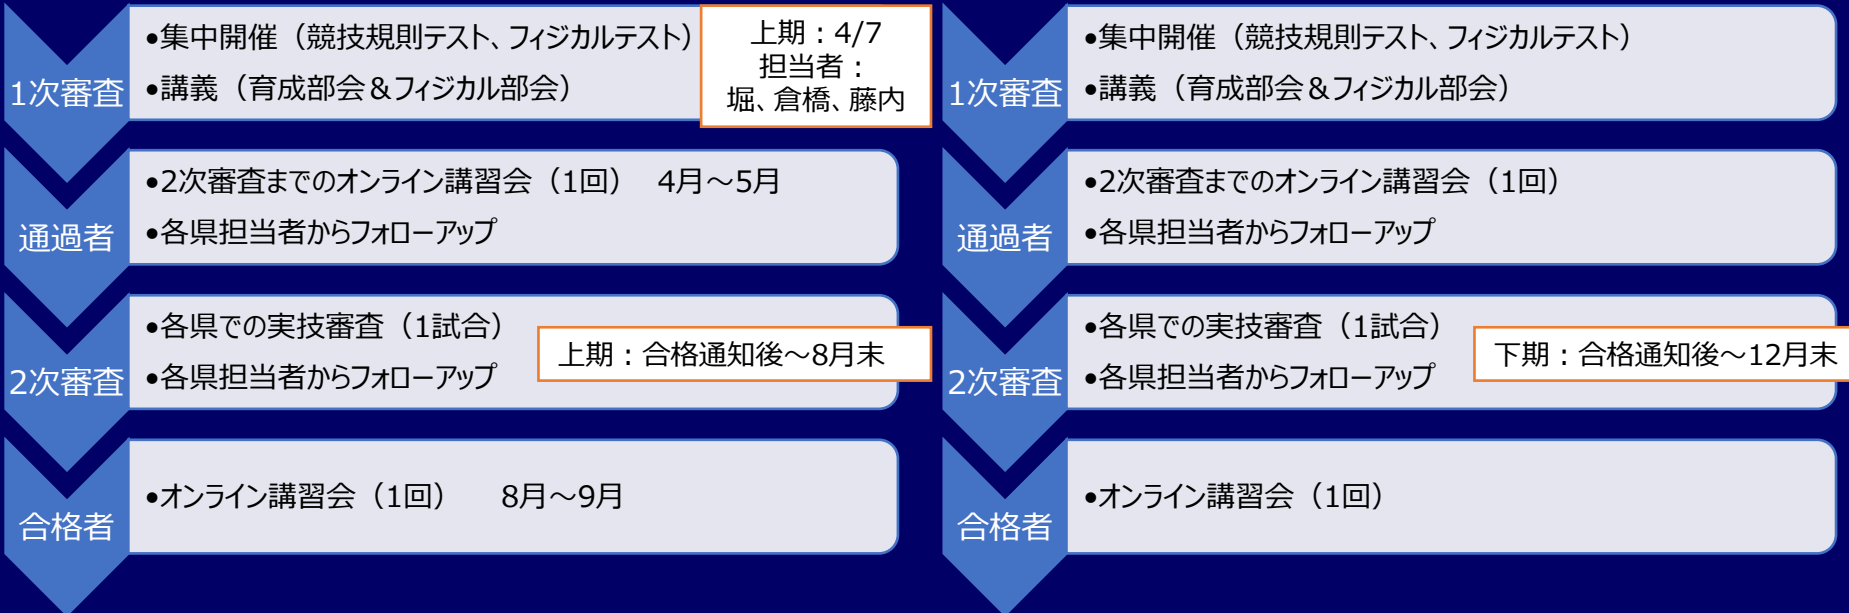 1次審査
•集中開催（競技規則テスト、フィジカルテスト）
•講義（育成部会＆フィジカル部会）
上期：4/7
担当者：
堀、倉橋、藤内
通過者
•2次審査までのオンライン講習会（1回）　4月～5月
•各県担当者からフォローアップ
2次審査
•各県での実技審査（1試合）
•各県担当者からフォローアップ
上期：合格通知後～8月末
合格者
•オンライン講習会（1回）　　8月～9月
1次審査
•集中開催（競技規則テスト、フィジカルテスト）
•講義（育成部会＆フィジカル部会）
通過者
•2次審査までのオンライン講習会（1回）
•各県担当者からフォローアップ
2次審査
•各県での実技審査（1試合）
•各県担当者からフォローアップ
下期：合格通知後～12月末
合格者
•オンライン講習会（1回）